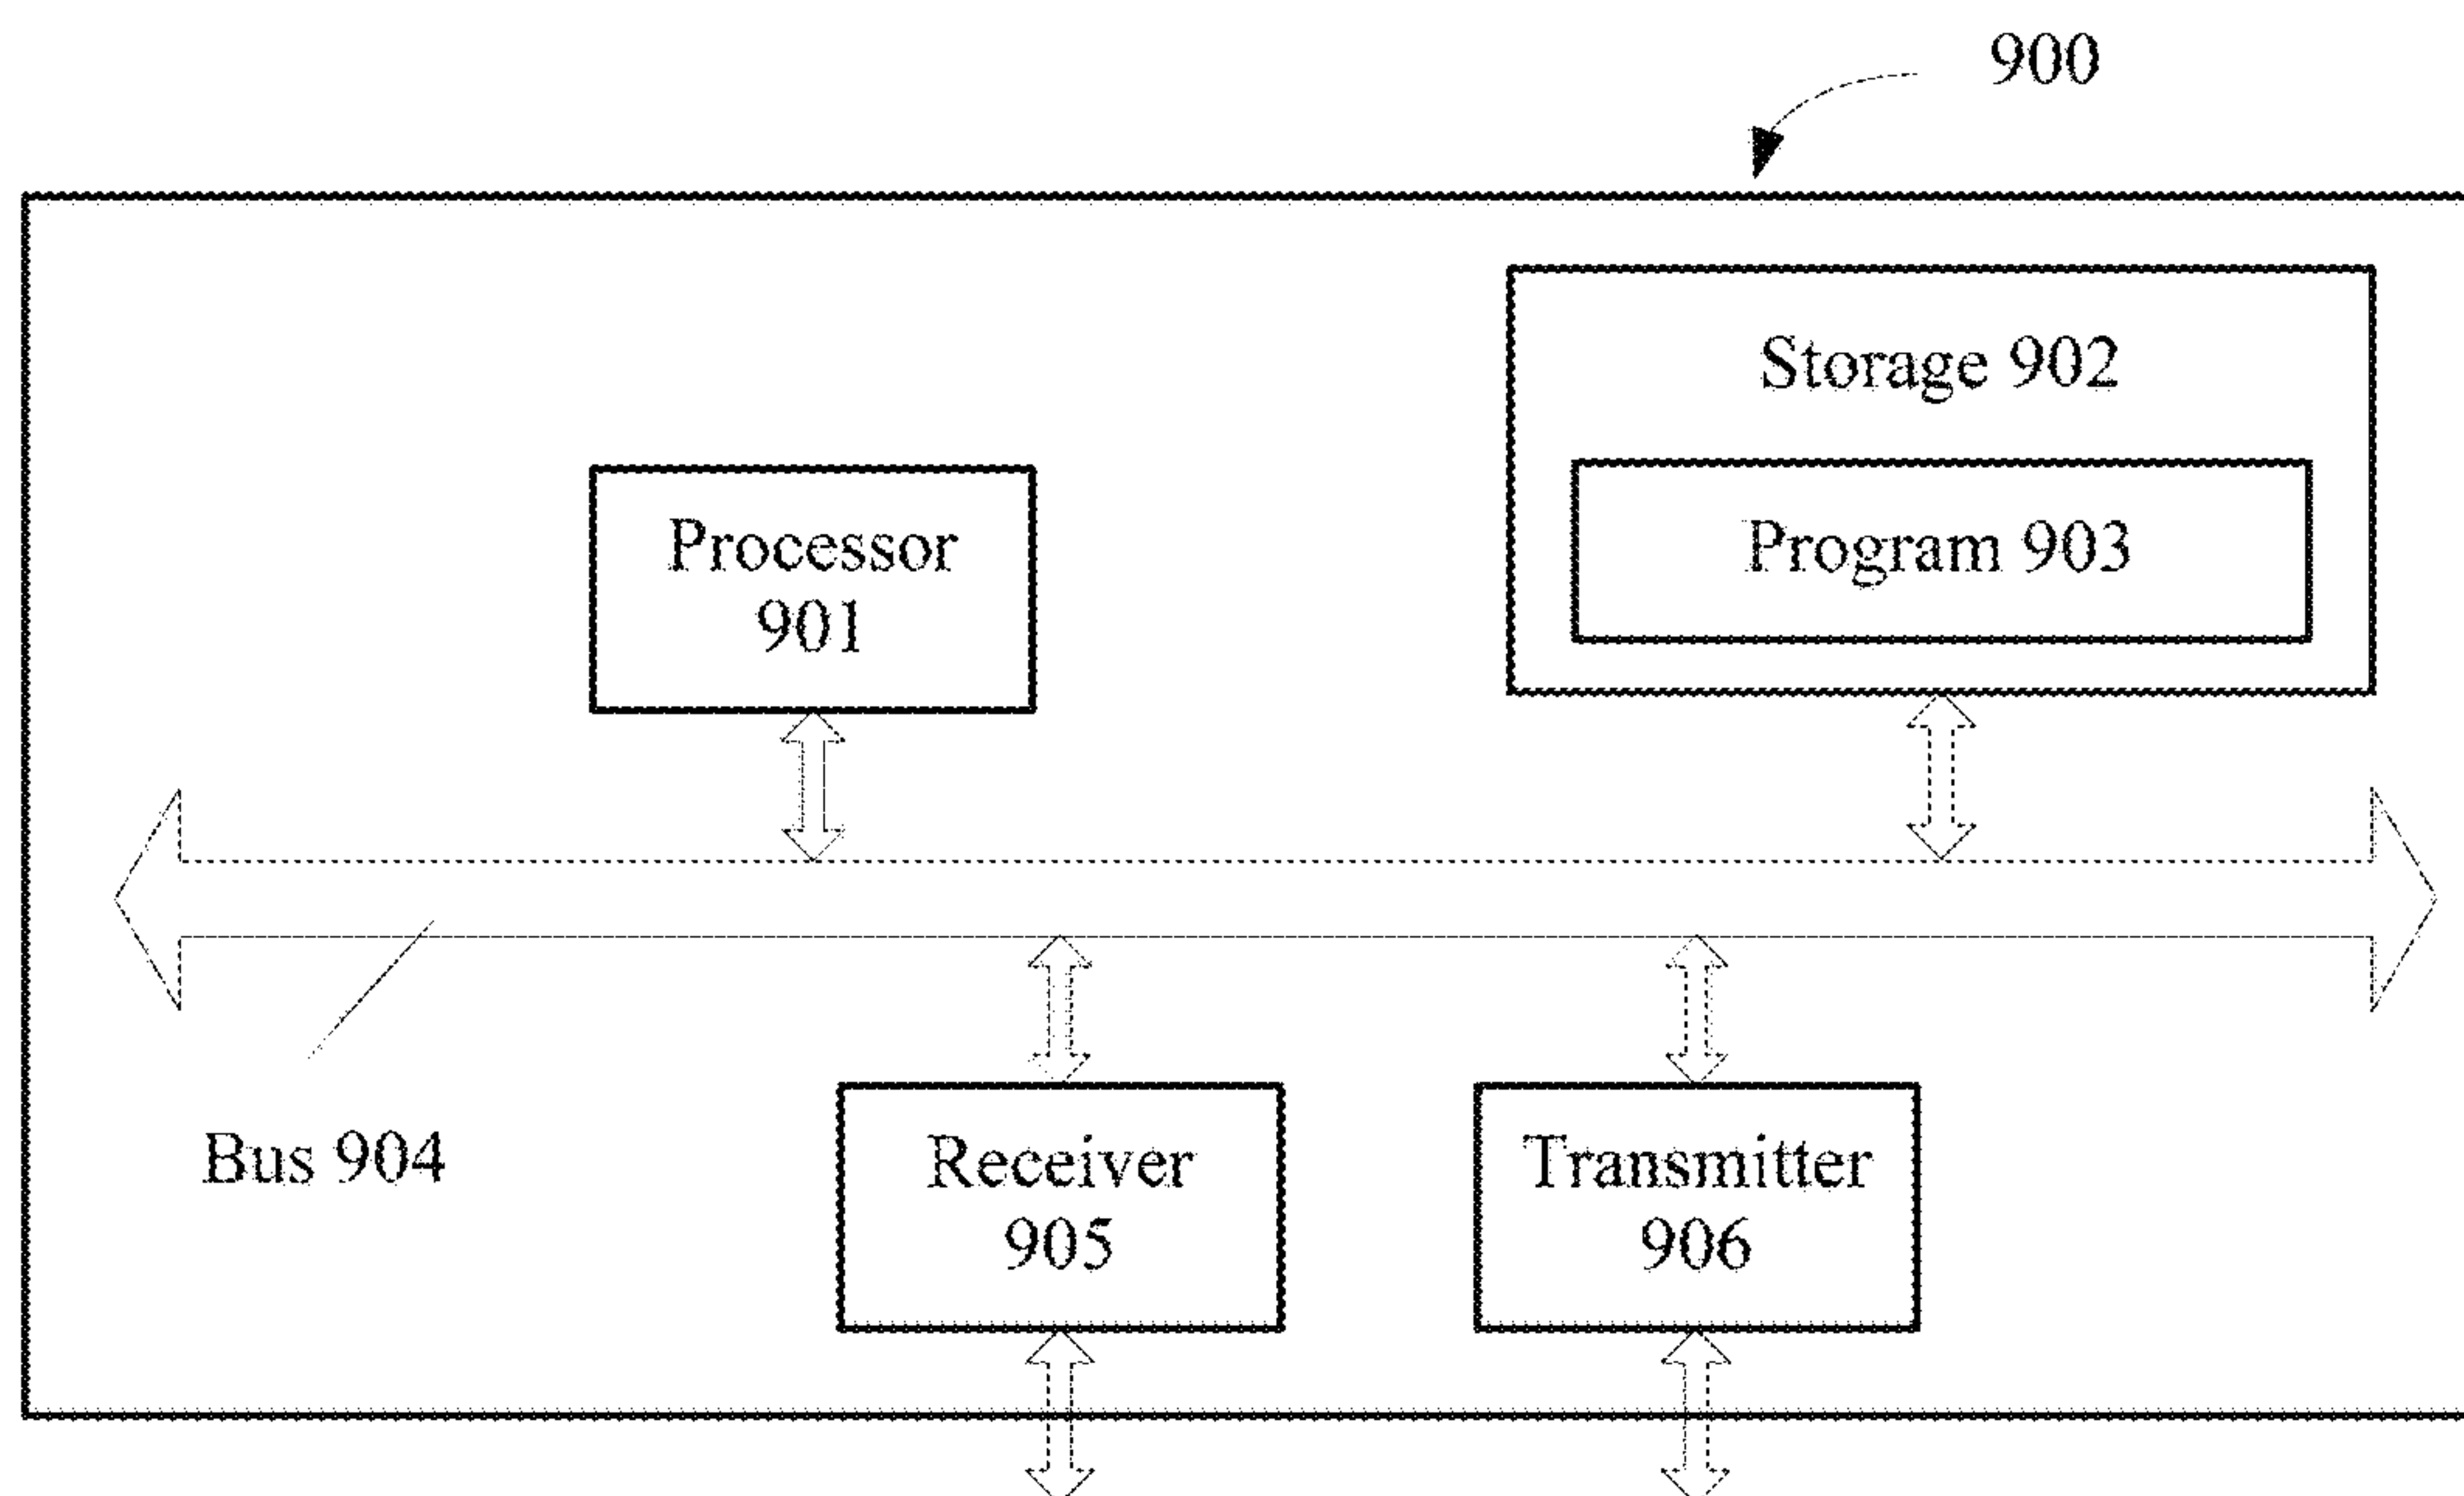 900
Storage 902
Program 903
Processor
901
Bus 904
Receiver
905
Transmitter
906